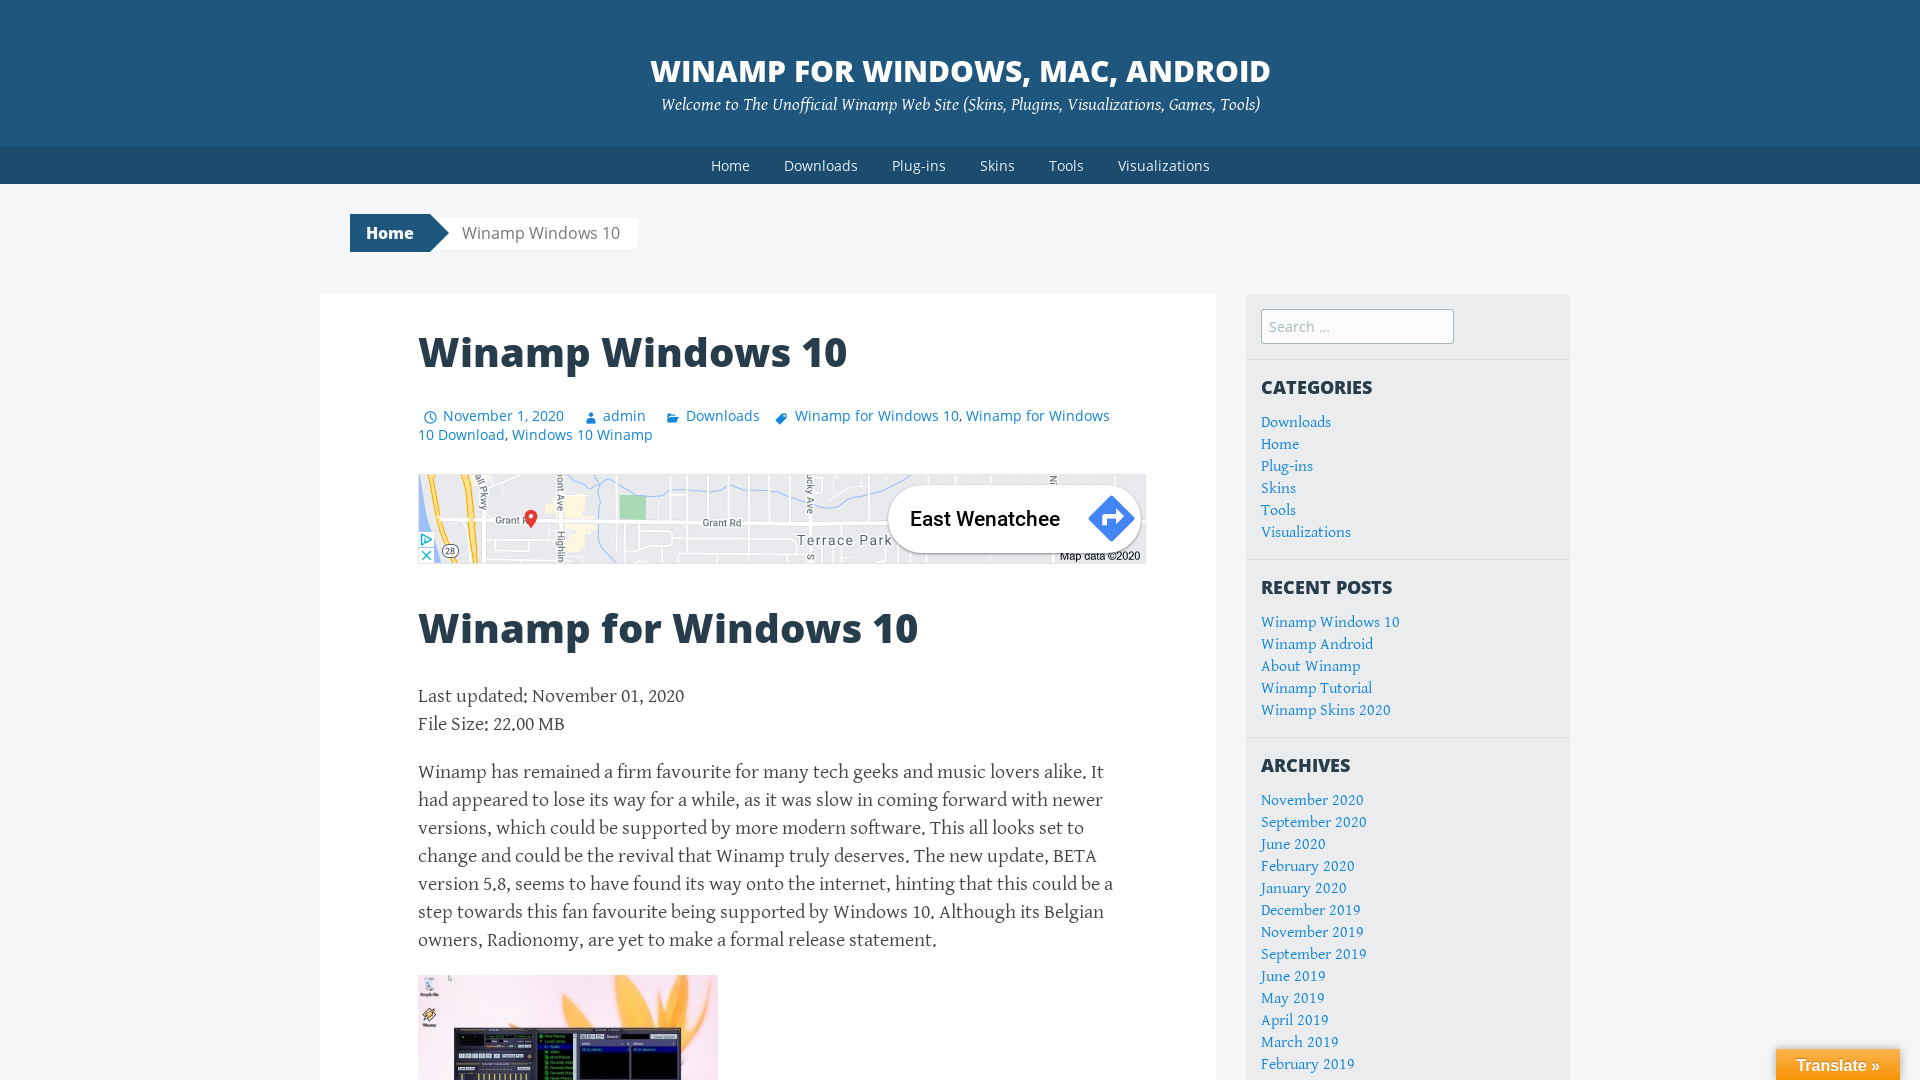 WINAMP FOR WINDOWS, MAC, ANDROID
Welcome to The Unofficial Winamp Web Site (Skins, Plugins, Visualizations, Games, Tools)
Home Downloads Plug-ins Skins Tools Visualizations
Home Winamp Windows 10
Winamp Windows 10
November 1, 2020 admin Downloads Winamp for Windows 10, Winamp for Windows
10 Download, Windows 10 Winamp
Grant Rd
Terrace Park
28
East Wenatchee
Map data ©2020
Winamp for Windows 10
Last updated: November 01, 2020
File Size: 22.00 MB
Winamp has remained a firm favourite for many tech geeks and music lovers alike. It
had appeared to lose its way for a while, as it was slow in coming forward with newer
versions, which could be supported by more modern software. This all looks set to
change and could be the revival that Winamp truly deserves. The new update, BETA
version 5.8, seems to have found its way onto the internet, hinting that this could be a
step towards this fan favourite being supported by Windows 10. Although its Belgian
owners, Radionomy, are yet to make a formal release statement.
Search …
CATEGORIES
Downloads
Home
Plug-ins
Skins
Tools
Visualizations
RECENT POSTS
Winamp Windows 10
Winamp Android
About Winamp
Winamp Tutorial
Winamp Skins 2020
ARCHIVES
November 2020
September 2020
June 2020
February 2020
January 2020
December 2019
November 2019
September 2019
June 2019
May 2019
April 2019
March 2019
February 2019
Translate »